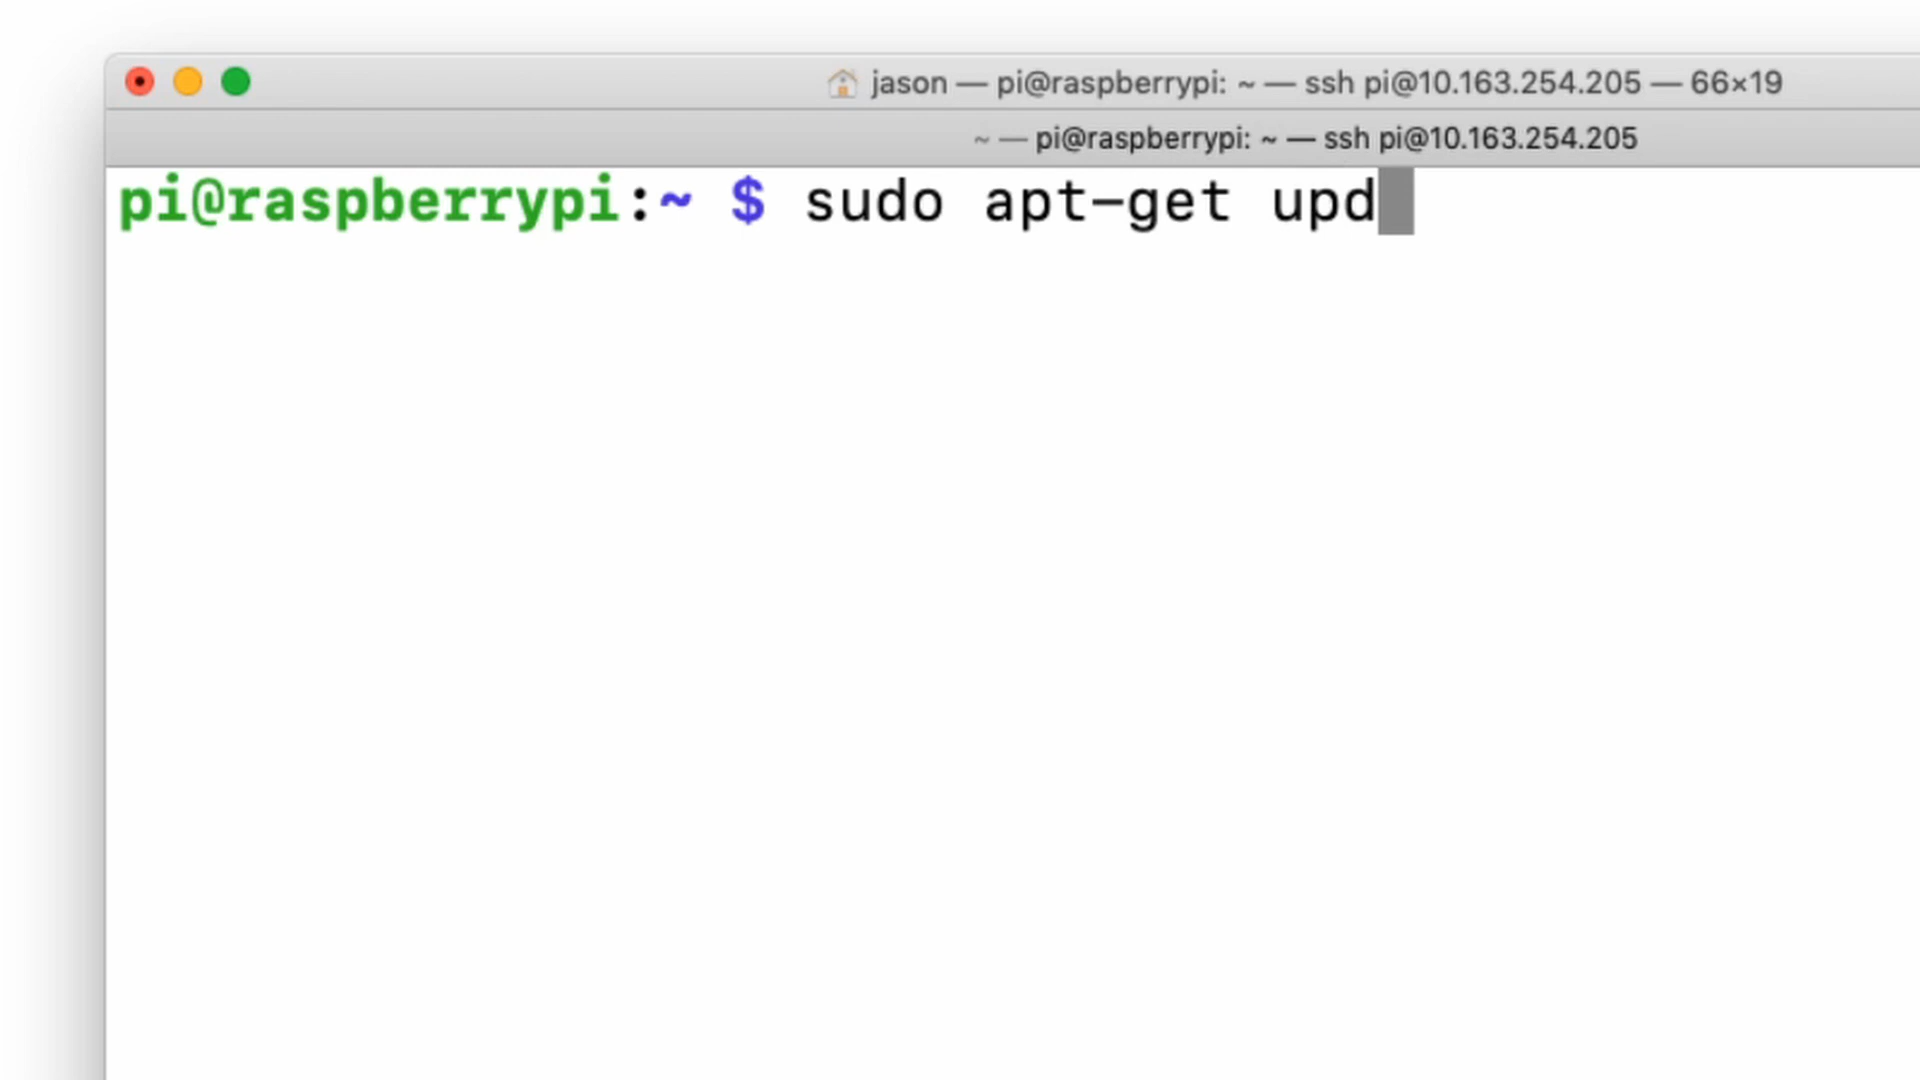 jason — pi@raspberrypi: ~ — ssh pi@10.163.254.205 — 66×19
~ — pi@raspberrypi: ~ — ssh pi@10.163.254.205
pi@raspberrypi:~ $ sudo apt-get upd